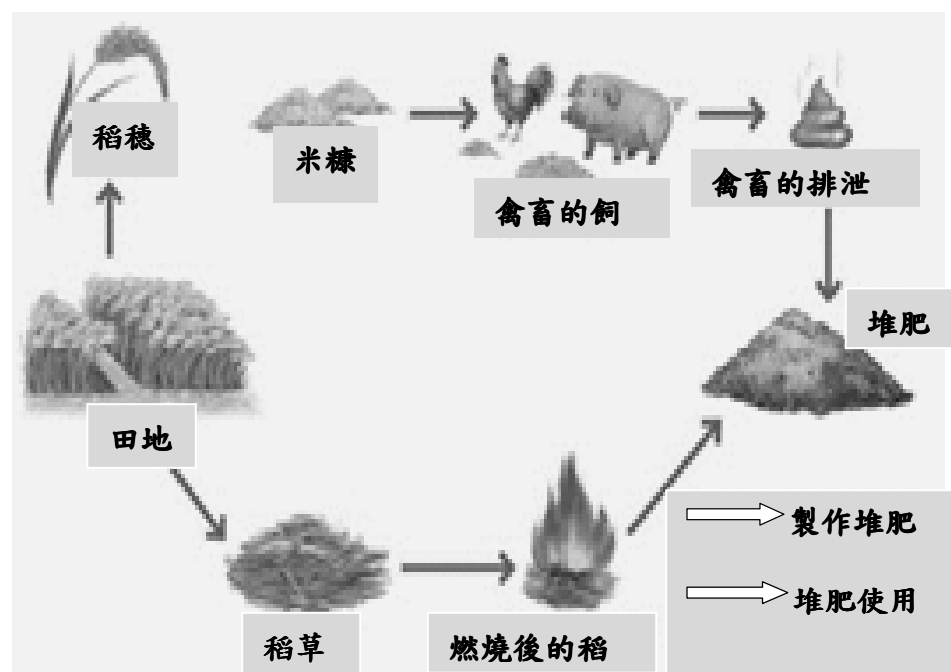 稻穗
米糠
禽畜的飼
禽畜的排泄
堆肥
田地
稻草
燃燒後的稻
製作堆肥
堆肥使用